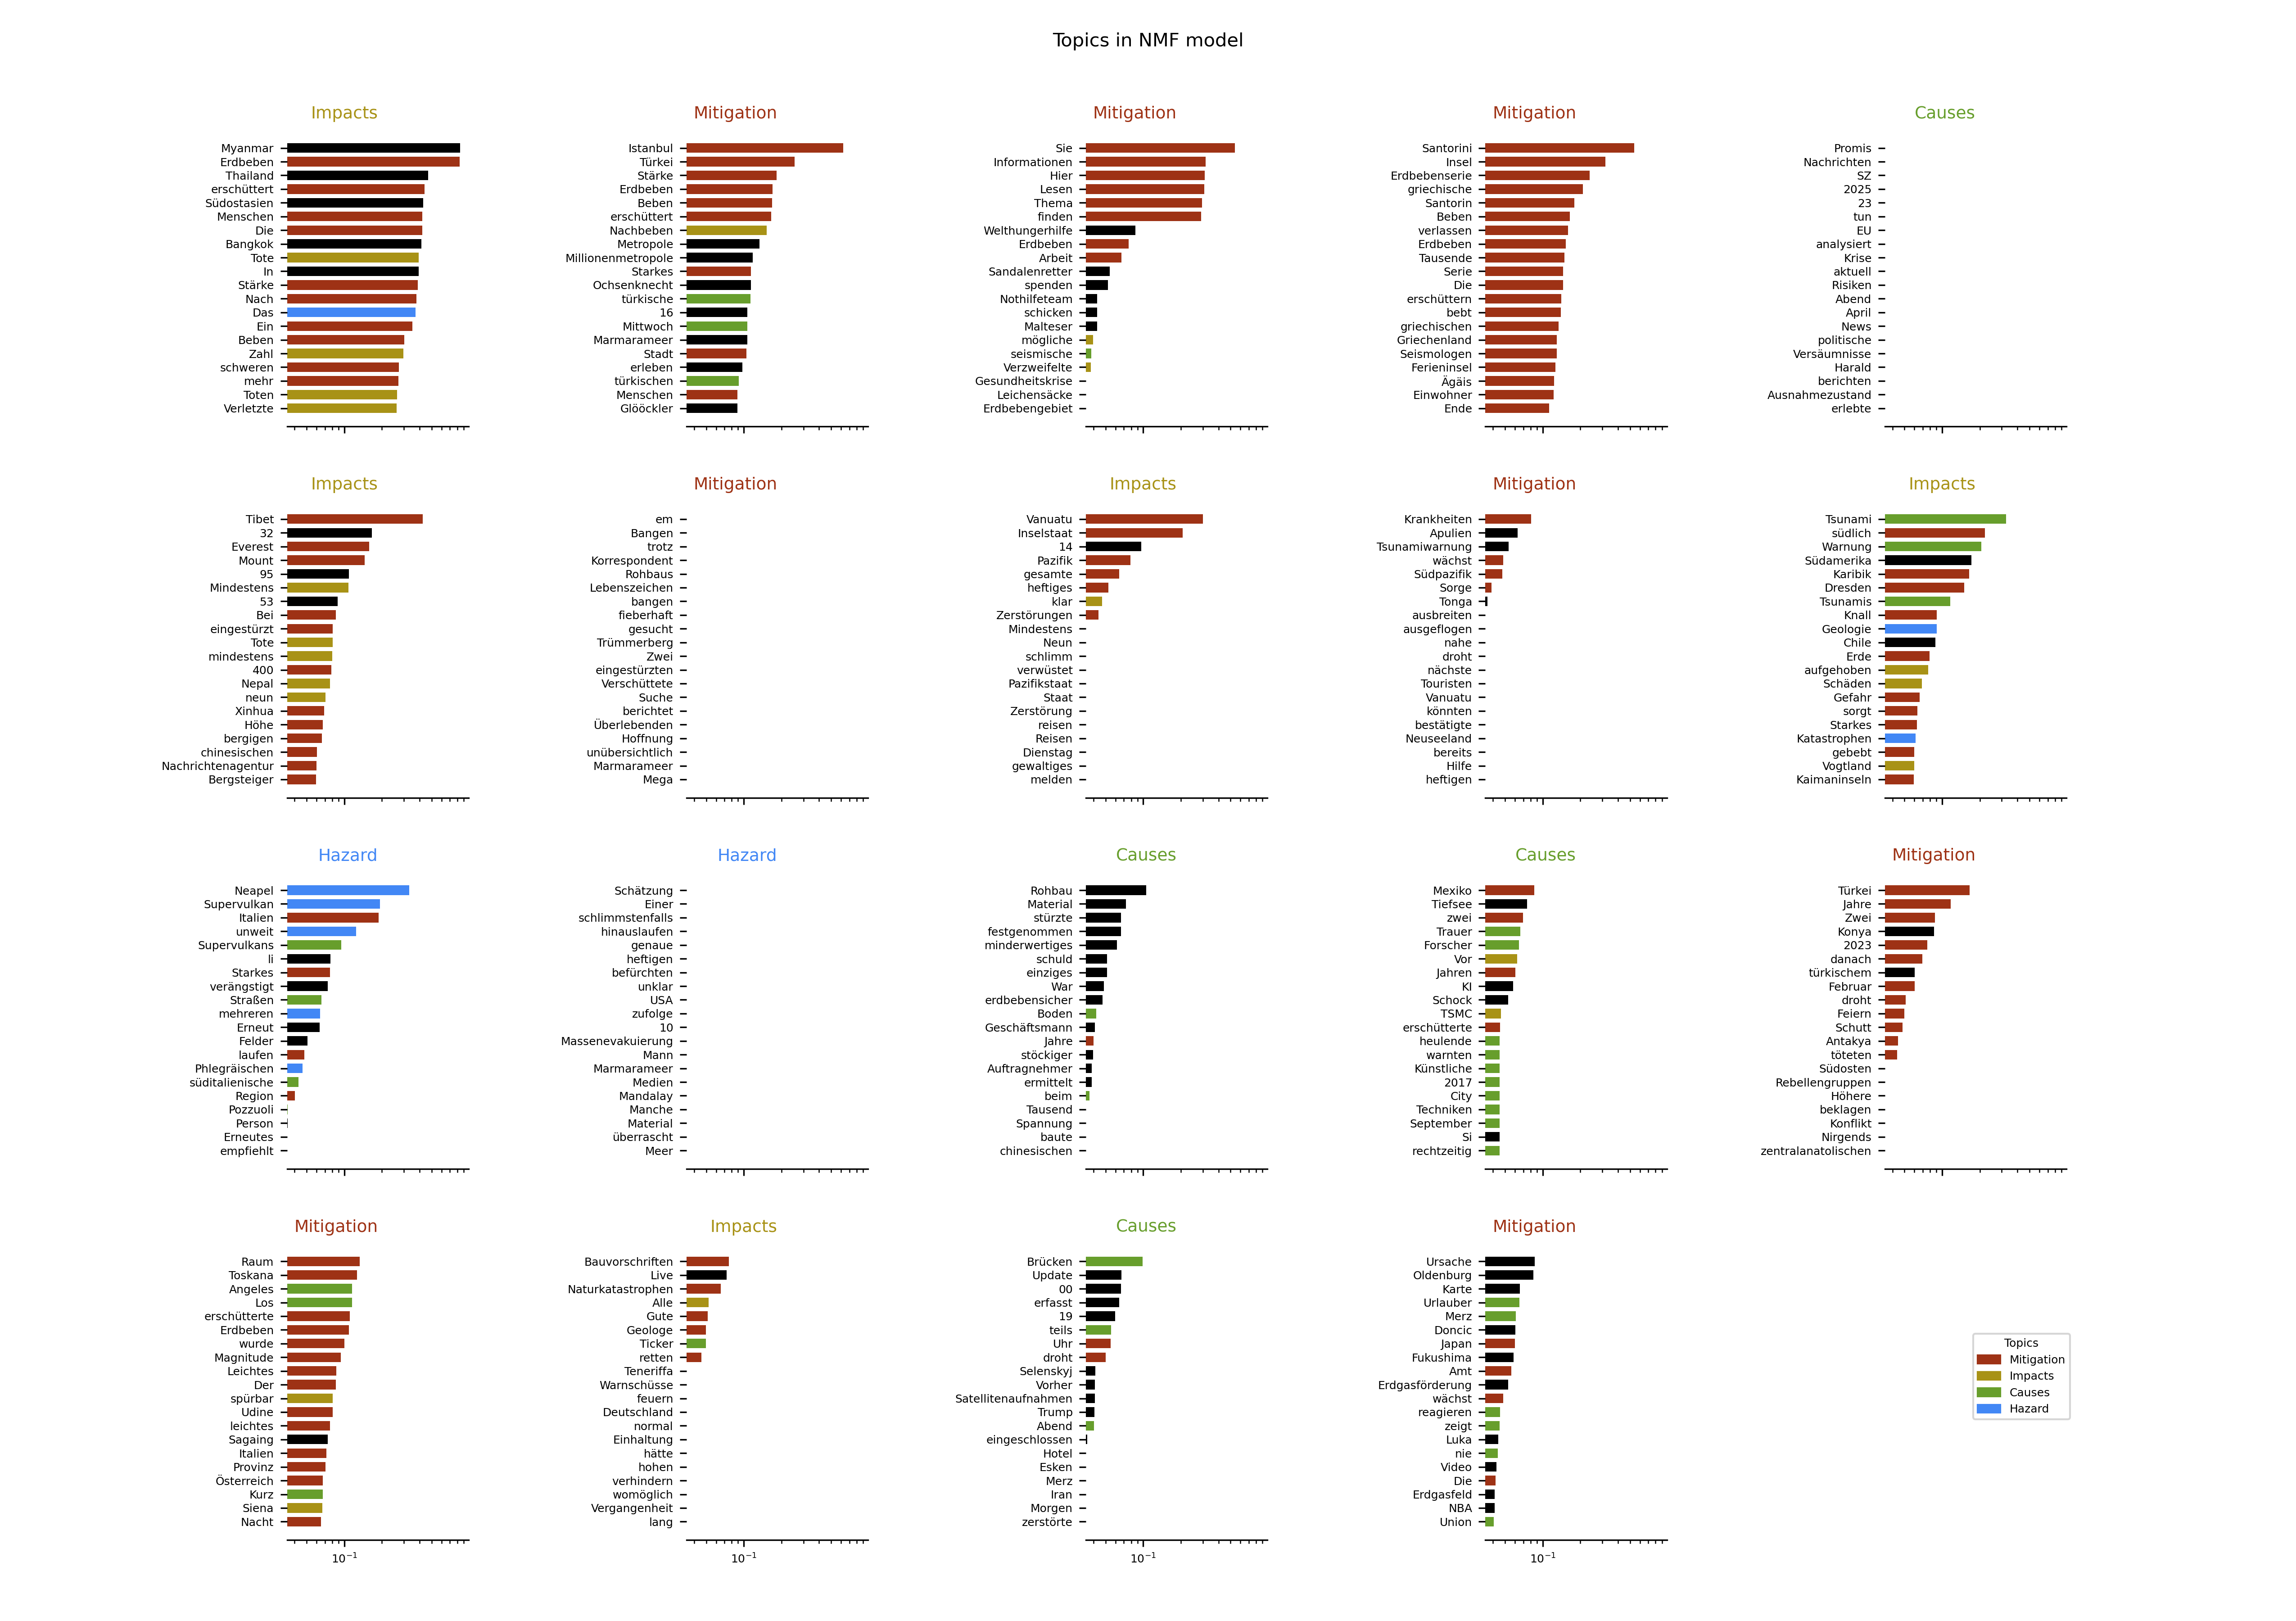 Topics in NMF model
Impacts
Myanmar
Erdbeben
Thailand
erschüttert
Südostasien
Menschen
Die
Bangkok
Tote
In
Stärke
Nach
Das
Ein
Beben
Zahl
schweren
mehr
Toten
Verletzte
Mitigation
Istanbul
Türkei
Stärke
Erdbeben
Beben
erschüttert
Nachbeben
Metropole
Millionenmetropole
Starkes
Ochsenknecht
türkische
16
Mittwoch
Marmarameer
Stadt
erleben
türkischen
Menschen
Glööckler
Mitigation
Sie
Informationen
Hier
Lesen
Thema
finden
Welthungerhilfe
Erdbeben
Arbeit
Sandalenretter
spenden
Nothilfeteam
schicken
Malteser
mögliche
seismische
Verzweifelte
Gesundheitskrise
Leichensäcke
Erdbebengebiet
Mitigation
Santorini
Insel
Erdbebenserie
griechische
Santorin
Beben
verlassen
Erdbeben
Tausende
Serie
Die
erschüttern
bebt
griechischen
Griechenland
Seismologen
Ferieninsel
Ägäis
Einwohner
Ende
Causes
Promis
Nachrichten
SZ
2025
23
tun
EU
analysiert
Krise
aktuell
Risiken
Abend
April
News
politische
Versäumnisse
Harald
berichten
Ausnahmezustand
erlebte
Impacts
Tibet
32
Everest
Mount
95
Mindestens
53
Bei
eingestürzt
Tote
mindestens
400
Nepal
neun
Xinhua
Höhe
bergigen
chinesischen
Nachrichtenagentur
Bergsteiger
Mitigation
em
Bangen
trotz
Korrespondent
Rohbaus
Lebenszeichen
bangen
fieberhaft
gesucht
Trümmerberg
Zwei
eingestürzten
Verschüttete
Suche
berichtet
Überlebenden
Hoffnung
unübersichtlich
Marmarameer
Mega
Impacts
Vanuatu
Inselstaat
14
Pazifik
gesamte
heftiges
klar
Zerstörungen
Mindestens
Neun
schlimm
verwüstet
Pazifikstaat
Staat
Zerstörung
reisen
Reisen
Dienstag
gewaltiges
melden
Mitigation
Krankheiten
Apulien
Tsunamiwarnung
wächst
Südpazifik
Sorge
Tonga
ausbreiten
ausgeflogen
nahe
droht
nächste
Touristen
Vanuatu
könnten
bestätigte
Neuseeland
bereits
Hilfe
heftigen
Impacts
Tsunami
südlich
Warnung
Südamerika
Karibik
Dresden
Tsunamis
Knall
Geologie
Chile
Erde
aufgehoben
Schäden
Gefahr
sorgt
Starkes
Katastrophen
gebebt
Vogtland
Kaimaninseln
Hazard
Neapel
Supervulkan
Italien
unweit
Supervulkans
li
Starkes
verängstigt
Straßen
mehreren
Erneut
Felder
laufen
Phlegräischen
süditalienische
Region
Pozzuoli
Person
Erneutes
empfiehlt
Hazard
Schätzung
Einer
schlimmstenfalls
hinauslaufen
genaue
heftigen
befürchten
unklar
USA
zufolge
10
Massenevakuierung
Mann
Marmarameer
Medien
Mandalay
Manche
Material
überrascht
Meer
Causes
Rohbau
Material
stürzte
festgenommen
minderwertiges
schuld
einziges
War
erdbebensicher
Boden
Geschäftsmann
Jahre
stöckiger
Auftragnehmer
ermittelt
beim
Tausend
Spannung
baute
chinesischen
Causes
Mexiko
Tiefsee
zwei
Trauer
Forscher
Vor
Jahren
KI
Schock
TSMC
erschütterte
heulende
warnten
Künstliche
2017
City
Techniken
September
Si
rechtzeitig
Mitigation
Türkei
Jahre
Zwei
Konya
2023
danach
türkischem
Februar
droht
Feiern
Schutt
Antakya
töteten
Südosten
Rebellengruppen
Höhere
beklagen
Konflikt
Nirgends
zentralanatolischen
Mitigation
Raum
Toskana
Angeles
Los
erschütterte
Erdbeben
wurde
Magnitude
Leichtes
Der
spürbar
Udine
leichtes
Sagaing
Italien
Provinz
Österreich
Kurz
Siena
Nacht
10⁻¹
Impacts
Bauvorschriften
Live
Naturkatastrophen
Alle
Gute
Geologe
Ticker
retten
Teneriffa
Warnschüsse
feuern
Deutschland
normal
Einhaltung
hätte
hohen
verhindern
womöglich
Vergangenheit
lang
10⁻¹
Causes
Brücken
Update
00
erfasst
19
teils
Uhr
droht
Selenskyj
Vorher
Satellitenaufnahmen
Trump
Abend
eingeschlossen
Hotel
Esken
Merz
Iran
Morgen
zerstörte
10⁻¹
Mitigation
Ursache
Oldenburg
Karte
Urlauber
Merz
Doncic
Japan
Fukushima
Amt
Erdgasförderung
wächst
reagieren
zeigt
Luka
nie
Video
Die
Erdgasfeld
NBA
Union
10⁻¹
Topics
Mitigation
Impacts
Causes
Hazard